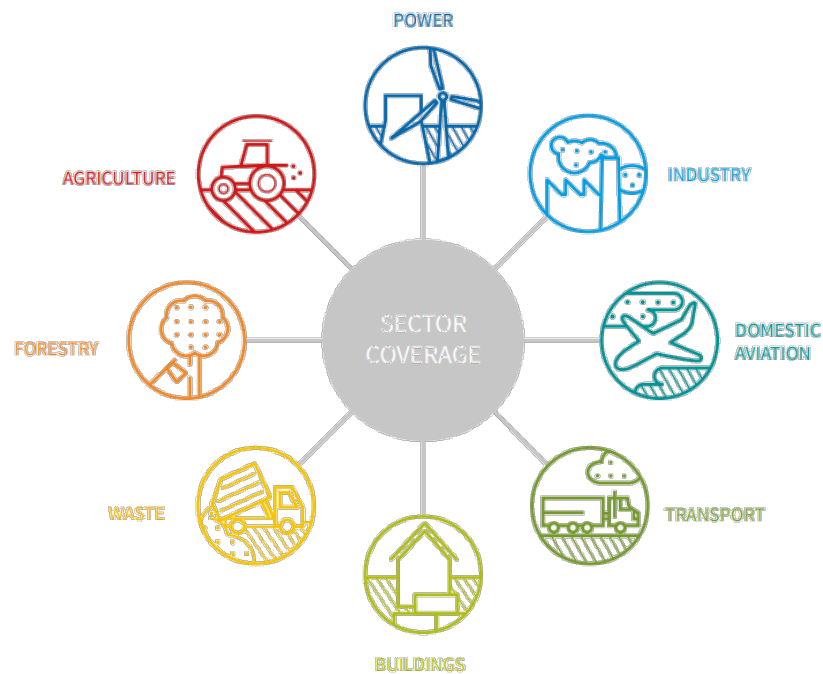 POWER
AGRICULTURE
INDUSTRY
SECTOR
COVERAGE
FORESTRY
DOMESTIC
AVIATION
WASTE
TRANSPORT
BUILDINGS